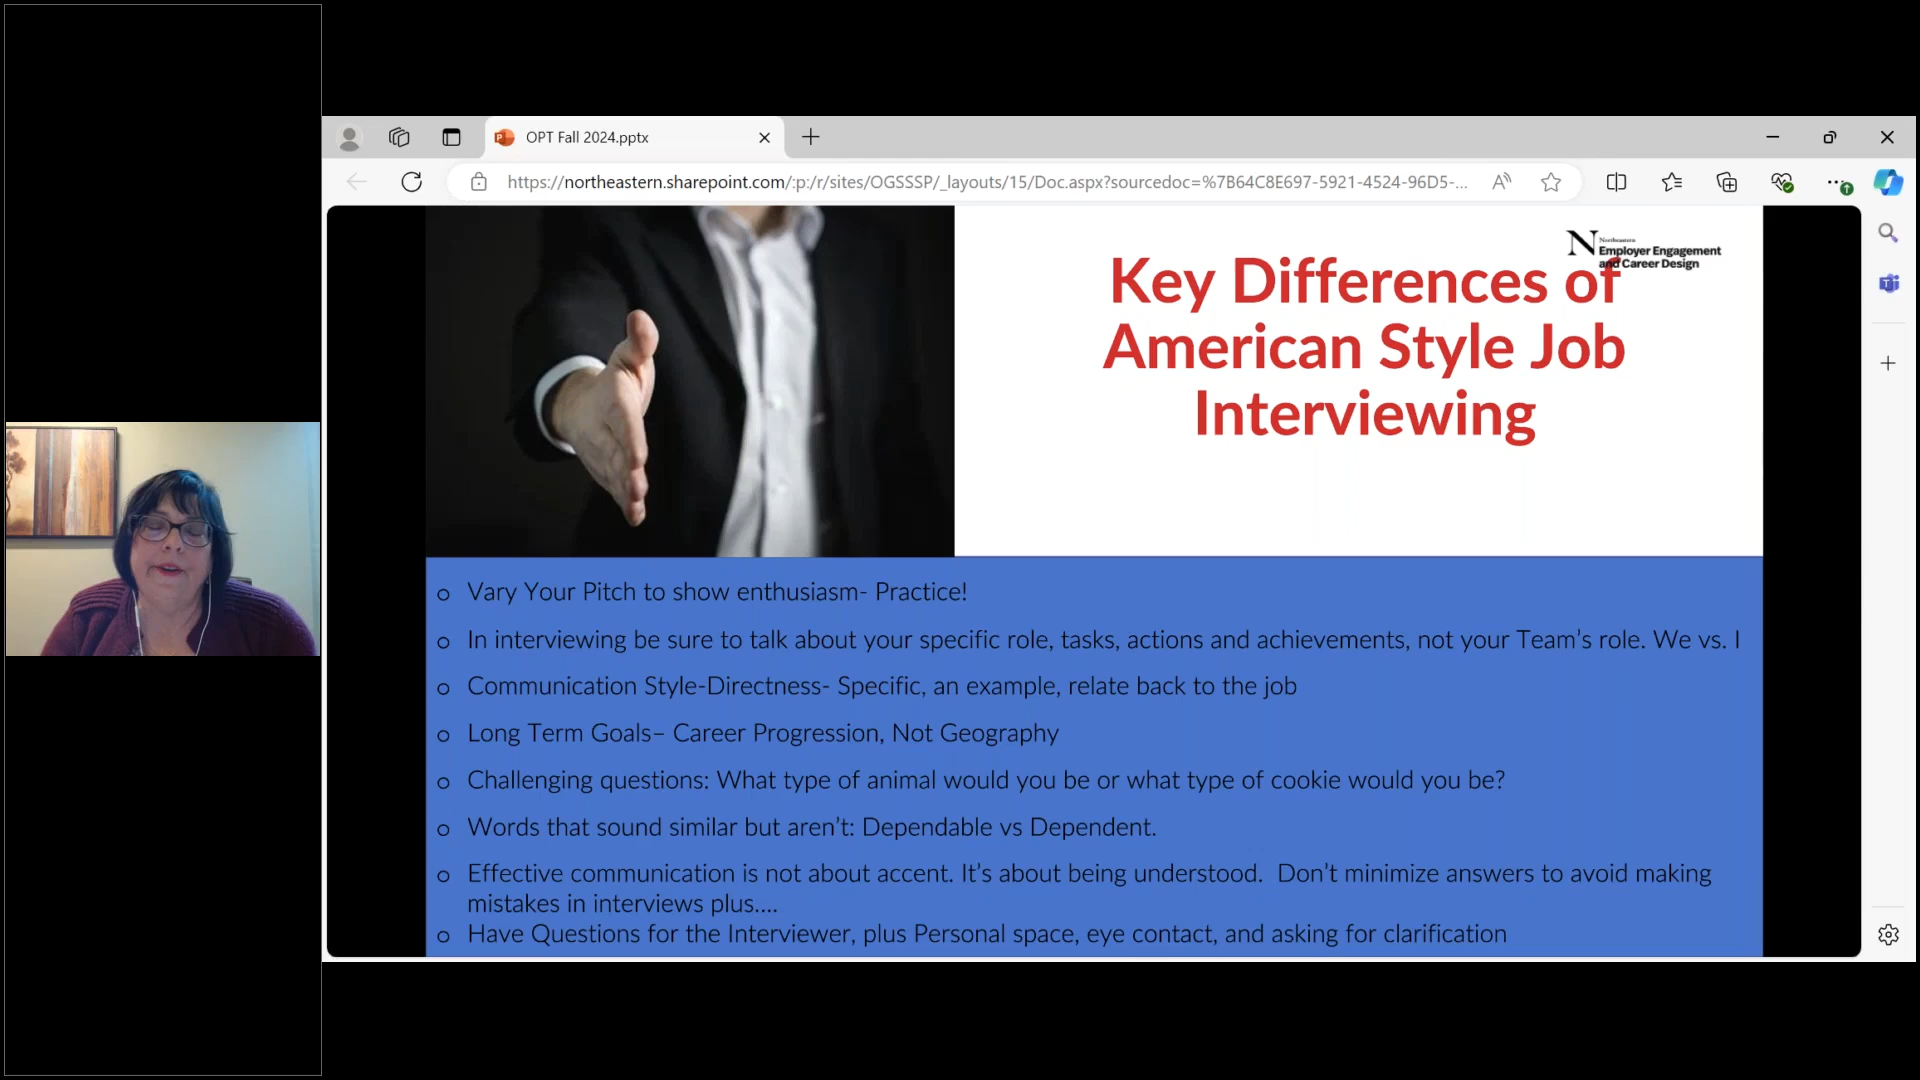 OPT Fall 2024.pptx
https://northeastern.sharepoint.com/:p:/r/sites/OGSSSP/_layouts/15/Doc.aspx?sourcedoc=%7B64C8E697-5921-4524-96D5-...
Northeastern
Employer Engagement
and Career Design
Key Differences of
American Style Job
Interviewing
o Vary Your Pitch to show enthusiasm- Practice!
o In interviewing be sure to talk about your specific role, tasks, actions and achievements, not your Team's role. We vs. I
o Communication Style-Directness- Specific, an example, relate back to the job
o Long Term Goals– Career Progression, Not Geography
o Challenging questions: What type of animal would you be or what type of cookie would you be?
o Words that sound similar but aren't: Dependable vs Dependent.
o Effective communication is not about accent. It's about being understood.  Don't minimize answers to avoid making
mistakes in interviews plus....
o Have Questions for the Interviewer, plus Personal space, eye contact, and asking for clarification